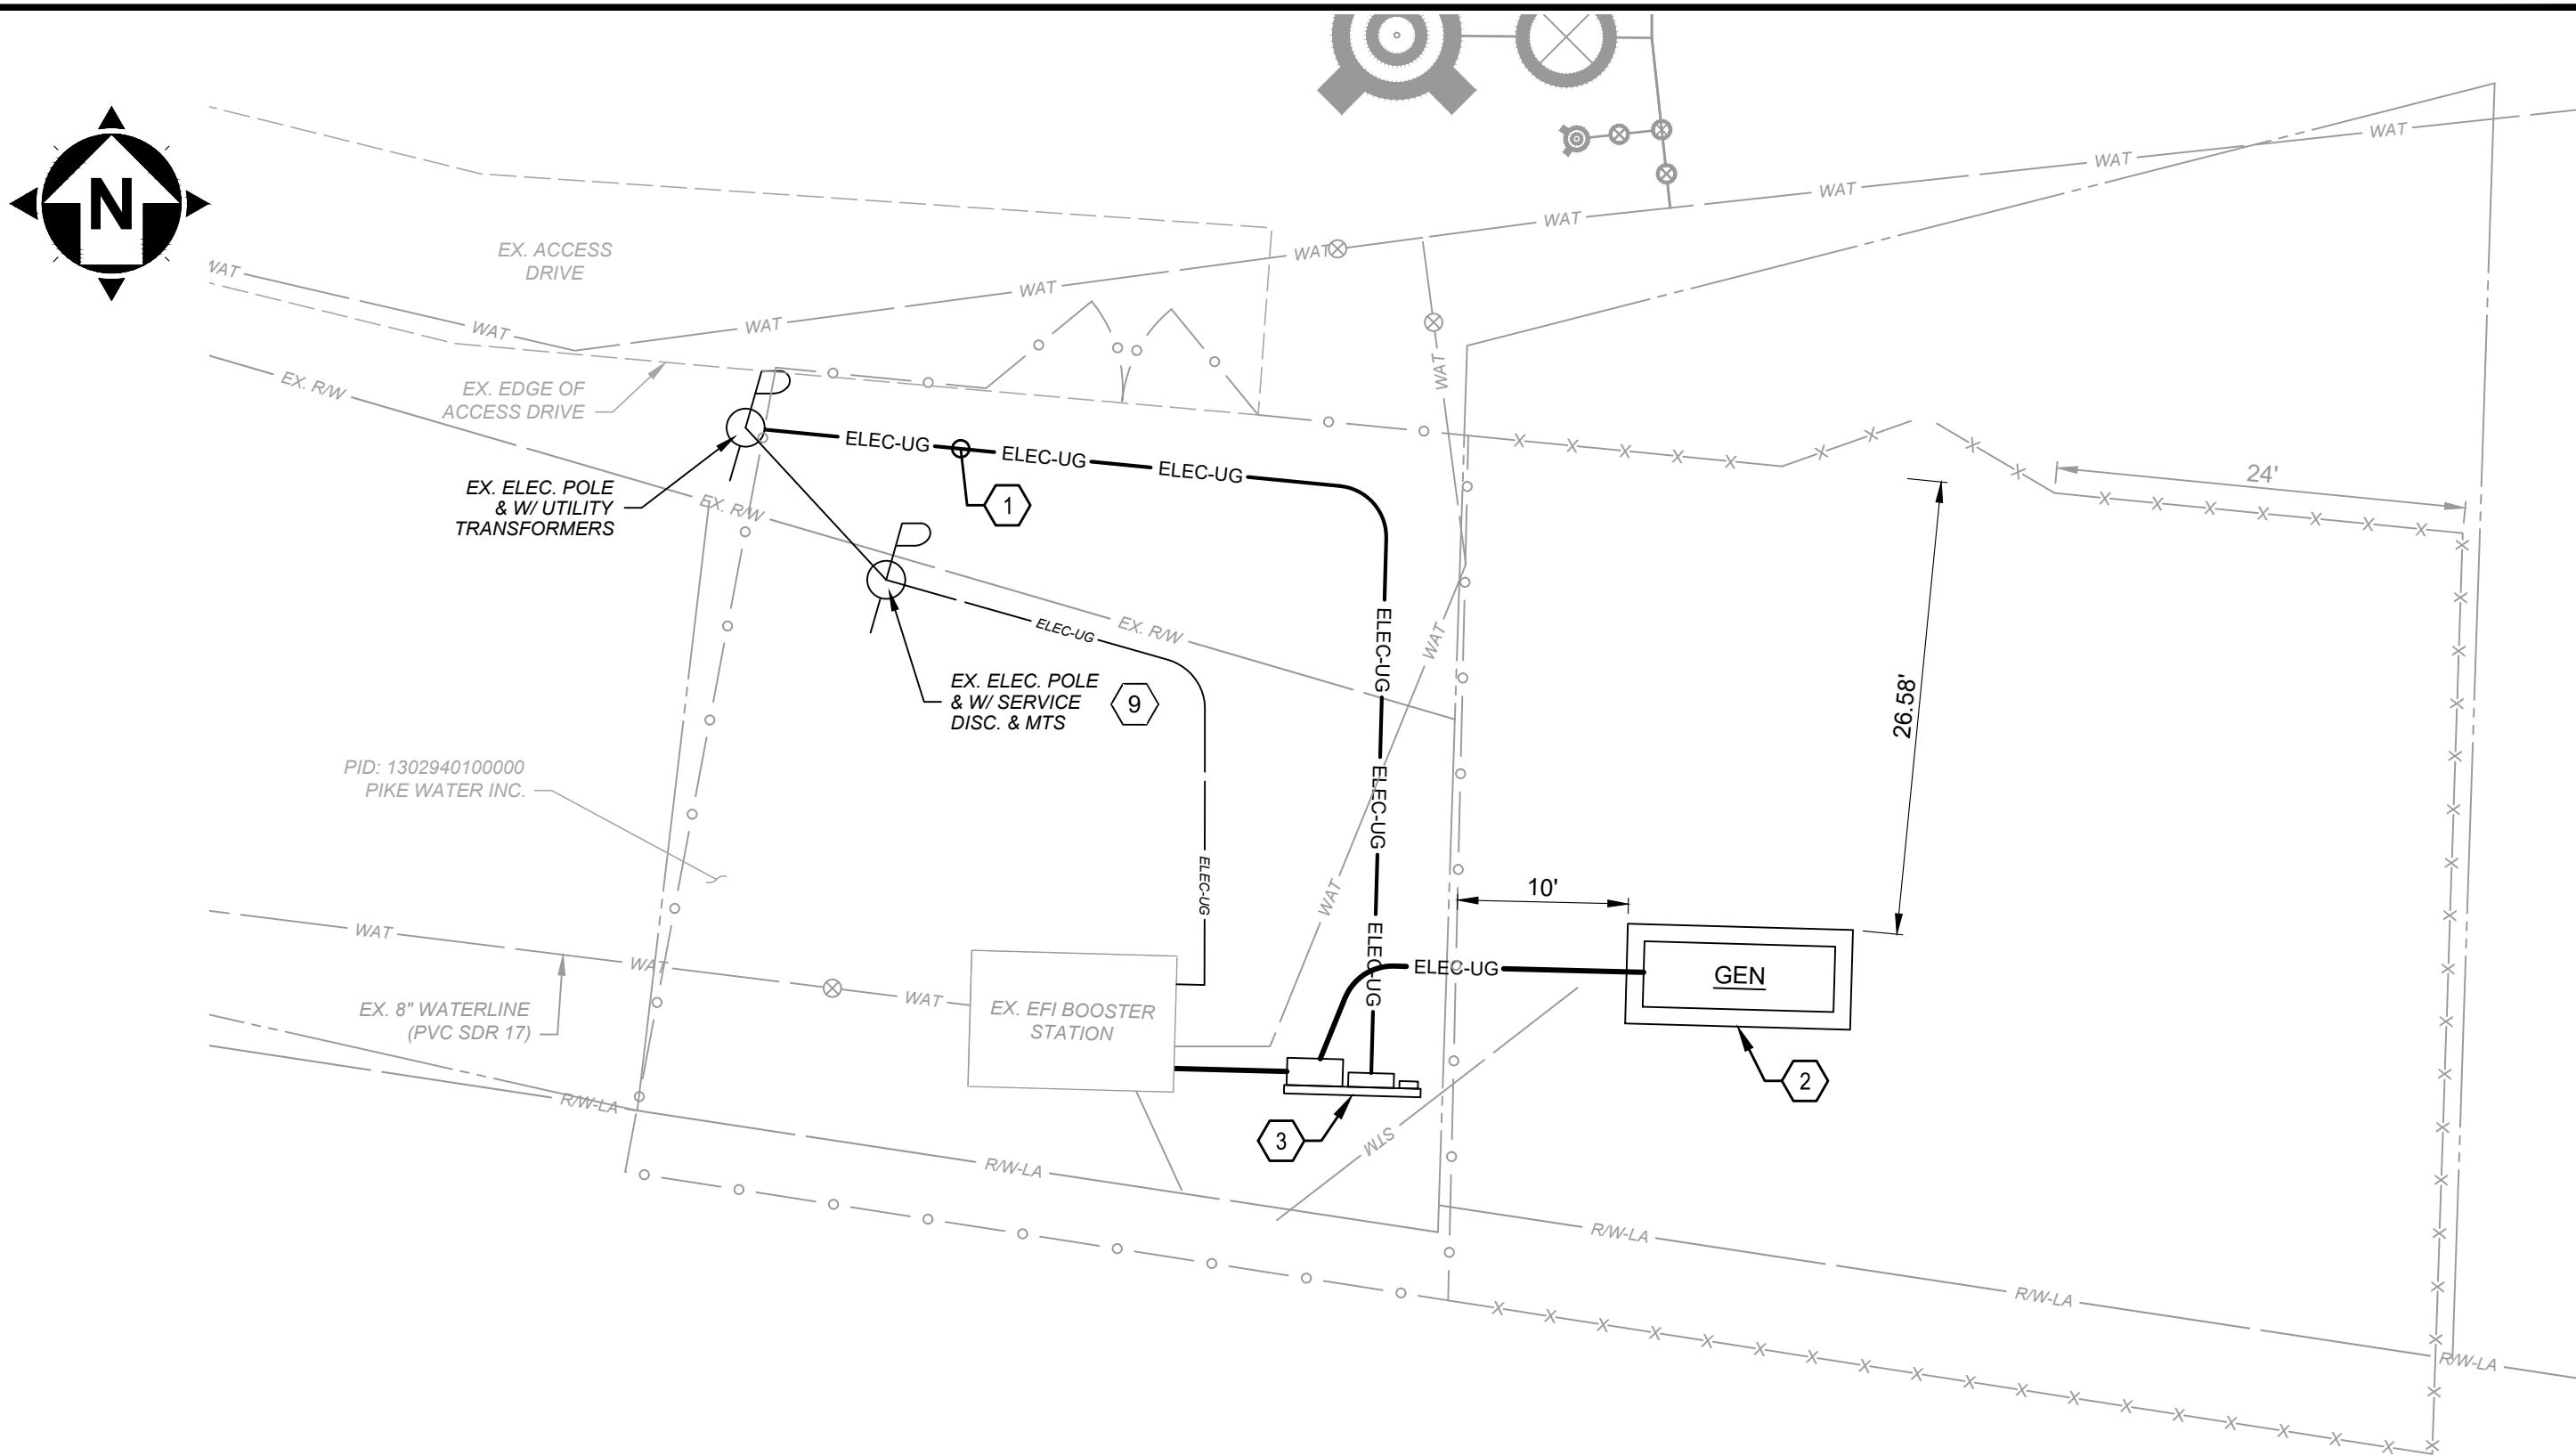 N
WAT
WAT
WAT
WAT
WAT
WAT
WAT
WAT
WAT
EX. ACCESS
DRIVE
WAT
EX. R/W
EX. EDGE OF
ACCESS DRIVE
ELEC-UG
ELEC-UG
ELEC-UG
24'
EX. ELEC. POLE
& W/ UTILITY
TRANSFORMERS
EX. R/W
1
ELEC-UG
EX. R/W
ELEC-UG
WAT
EX. ELEC. POLE
& W/ SERVICE
DISC. & MTS
9
26.58'
PID: 1302940100000
PIKE WATER INC.
ELEC-UG
ELEC-UG
WAT
10'
WAT
WAT
WAT
ELEC-UG
ELEC-UG
GEN
EX. 8" WATERLINE
(PVC SDR 17)
EX. EFI BOOSTER
STATION
2
R/W-LA
3
STM
R/W-LA
R/W-LA
R/W-LA
R/W-LA